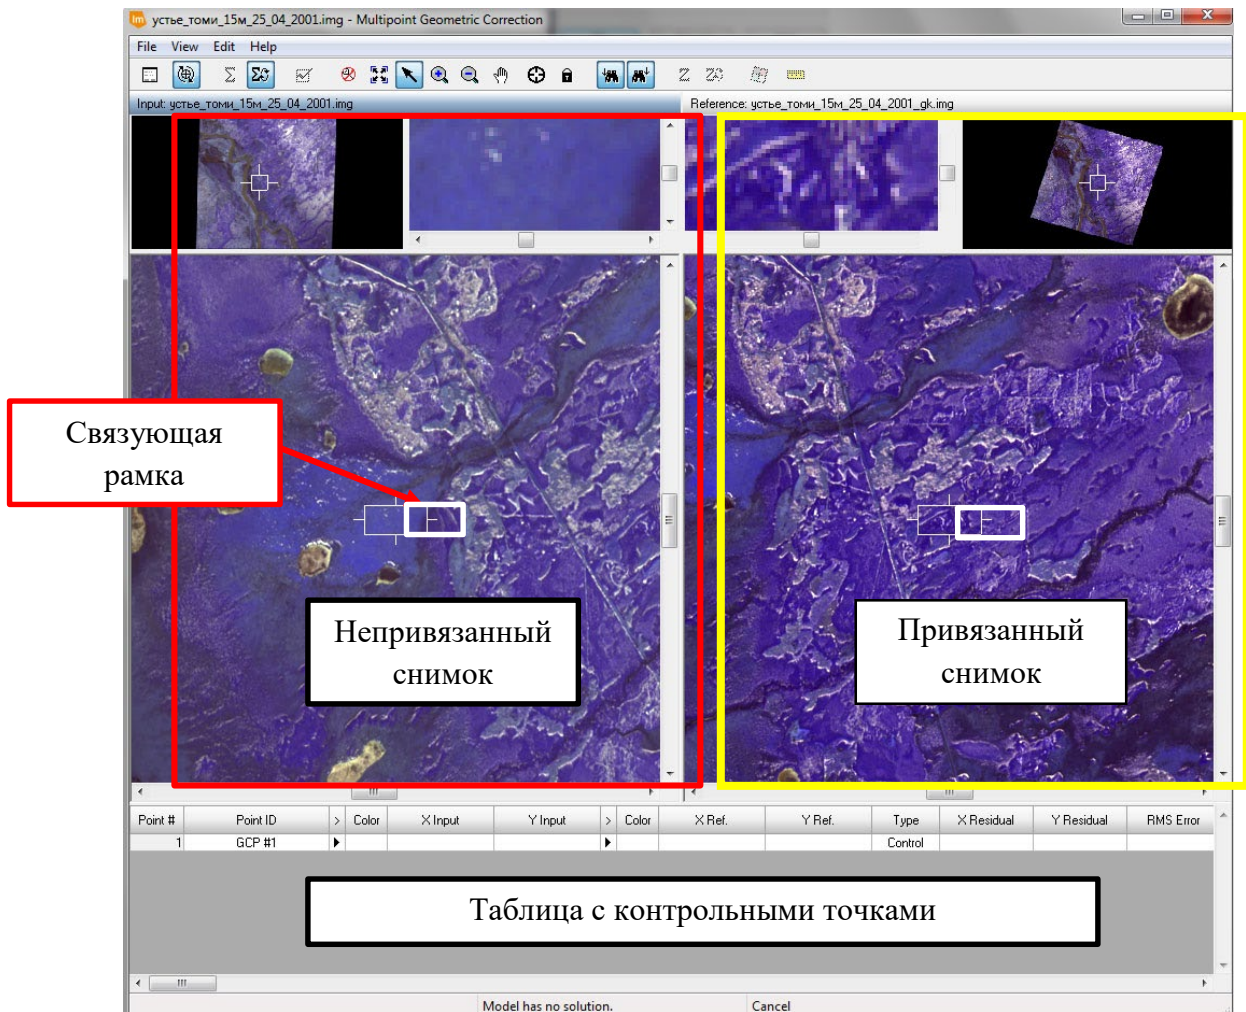 устье_томи_15м_25_04_2001.img - Multipoint Geometric Correction
File View Edit Help
Input: устье_томи_15м_25_04_2001.img
Reference: устье_томи_15м_25_04_2001_gk.img
Связующая
рамка
Непривязанный
снимок
Привязанный
снимок
Point # Point ID > Color X Input Y Input > Color X Ref. Y Ref. Type X Residual Y Residual RMS Error
1 GCP #1 Control
Таблица с контрольными точками
Model has no solution. Cancel